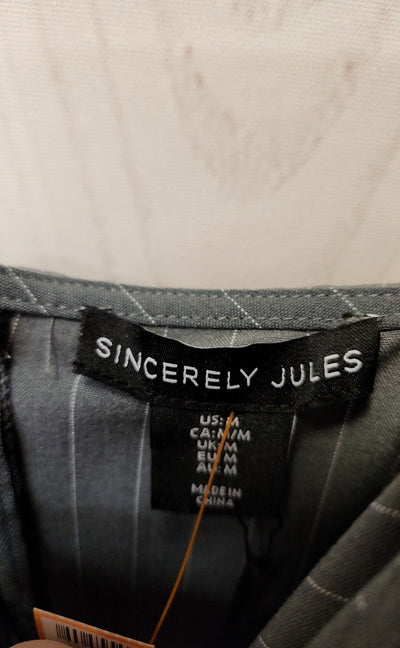 SINCERELY JULES
US: M
CA: M/M
UK: M
EU: M
AU: M
MADE IN
CHINA